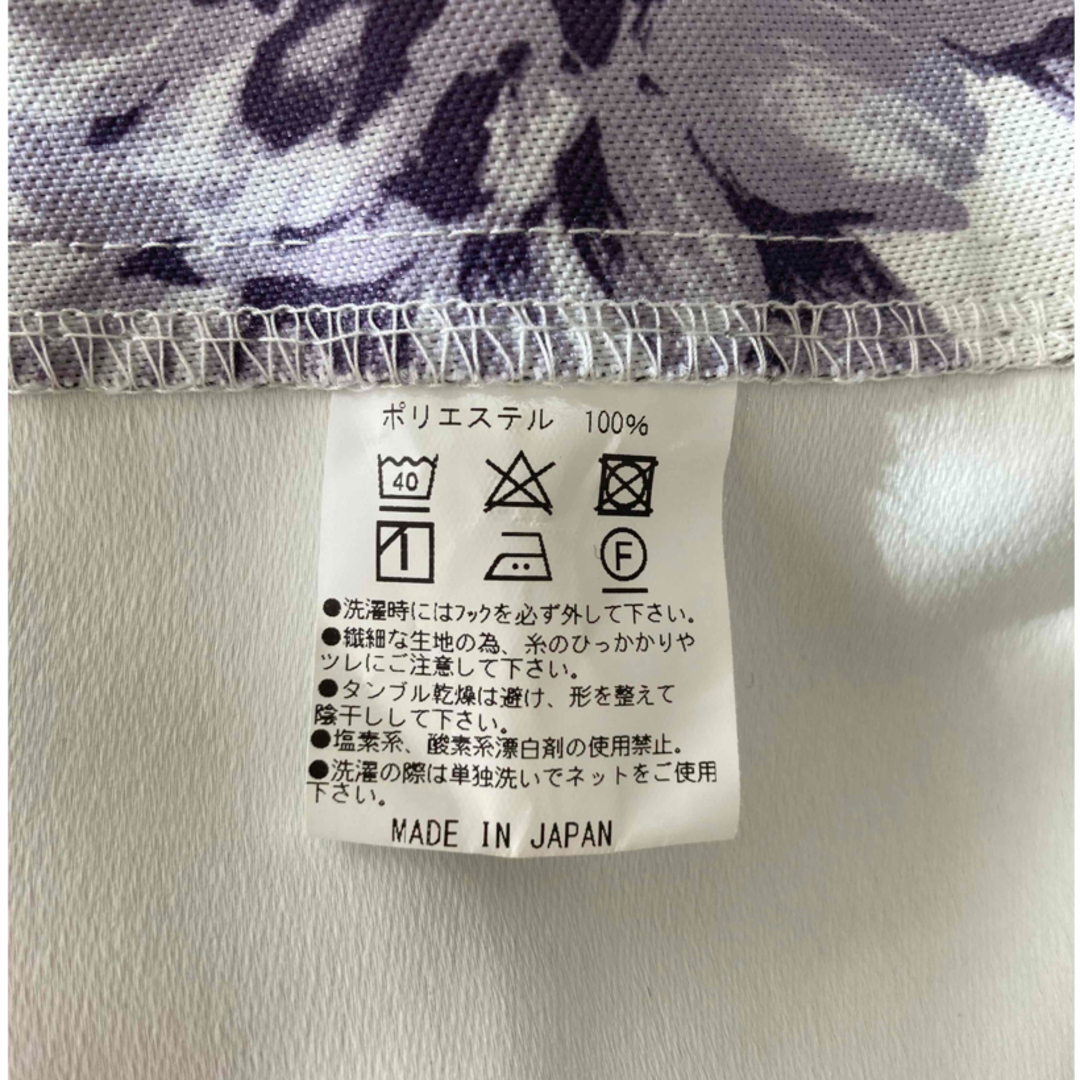 ポリエステル 100%
40
F
●洗濯時にはフックを必ず外して下さい。
●繊細な生地の為、糸のひっかかりや
ツレにご注意して下さい。
●タンブル乾燥は避け、形を整えて
陰干しして下さい。
●塩素系、酸素系漂白剤の使用禁止。
●洗濯の際は単独洗いでネットをご使用
下さい。
MADE IN JAPAN